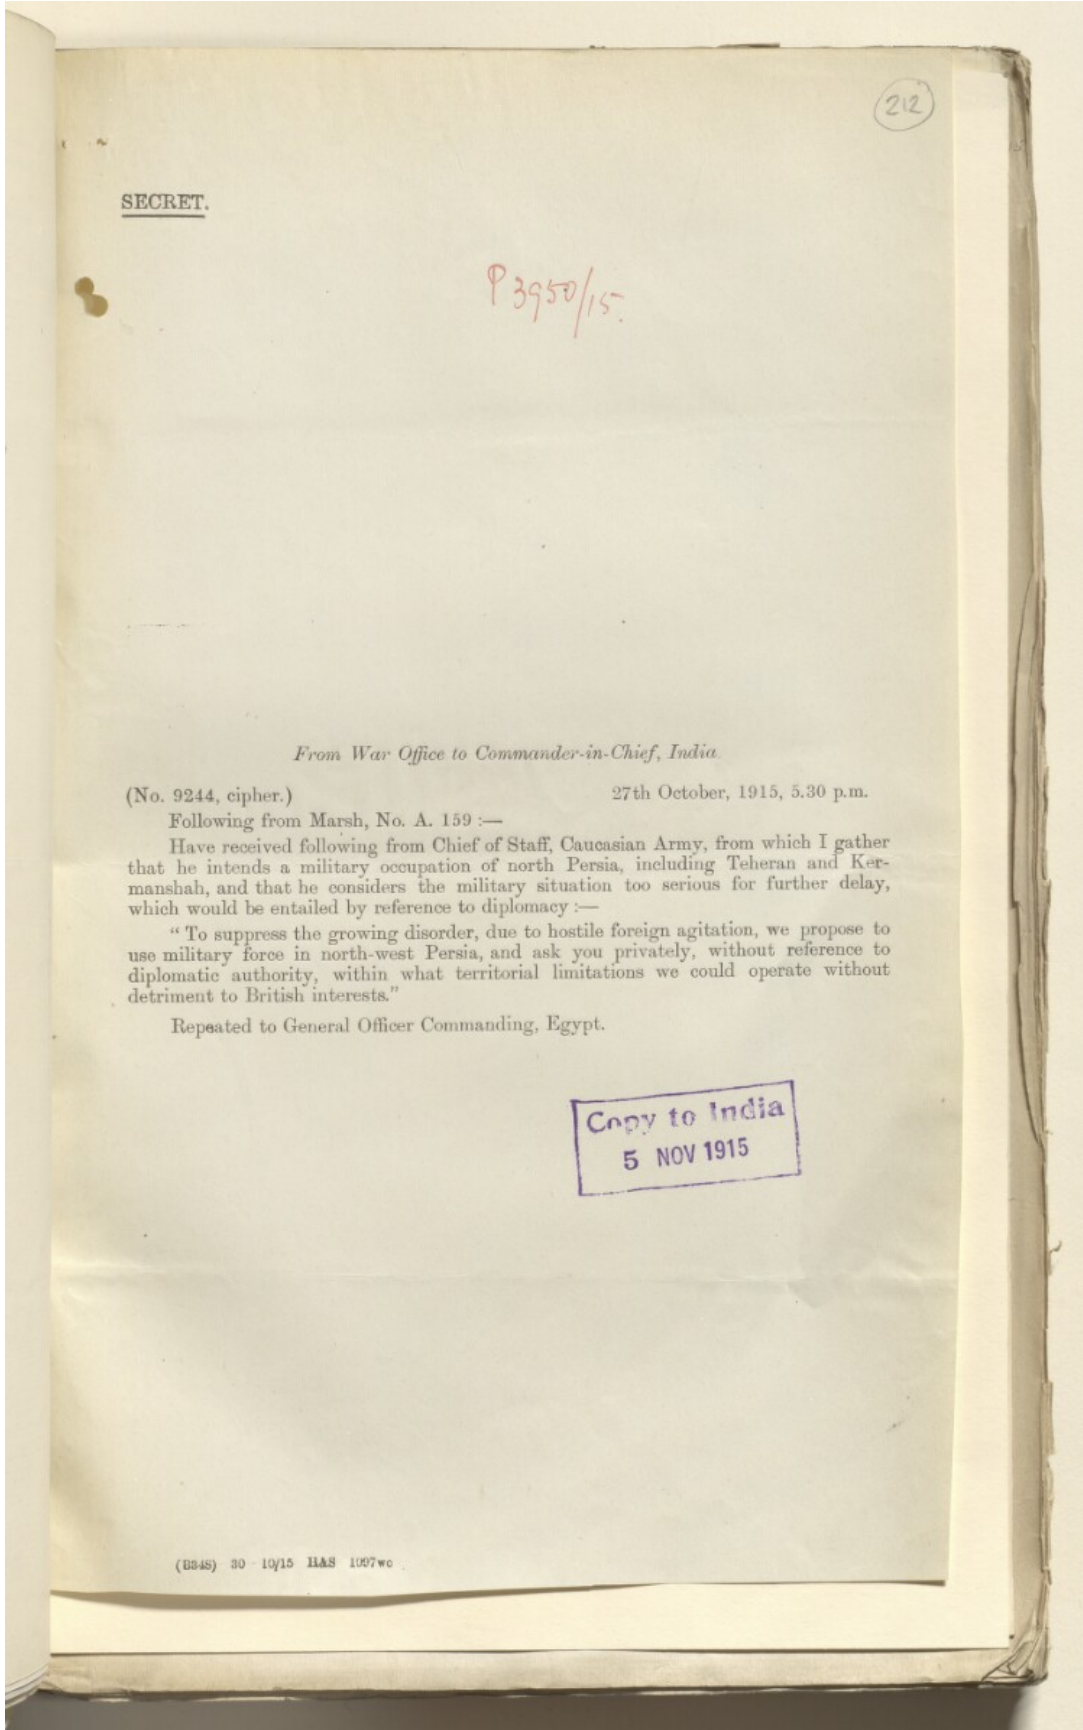 212
SECRET.
P 3950/15.
From War Office to Commander-in-Chief, India.
(No. 9244, cipher.) 27th October, 1915, 5.30 p.m.
Following from Marsh, No. A. 159 :—
Have received following from Chief of Staff, Caucasian Army, from which I gather
that he intends a military occupation of north Persia, including Teheran and Ker-
manshah, and that he considers the military situation too serious for further delay,
which would be entailed by reference to diplomacy :—
“ To suppress the growing disorder, due to hostile foreign agitation, we propose to
use military force in north-west Persia, and ask you privately, without reference to
diplomatic authority, within what territorial limitations we could operate without
detriment to British interests.”
Repeated to General Officer Commanding, Egypt.
Copy to India
5 NOV 1915
(B348) 30 10/15 H&S 1097wo